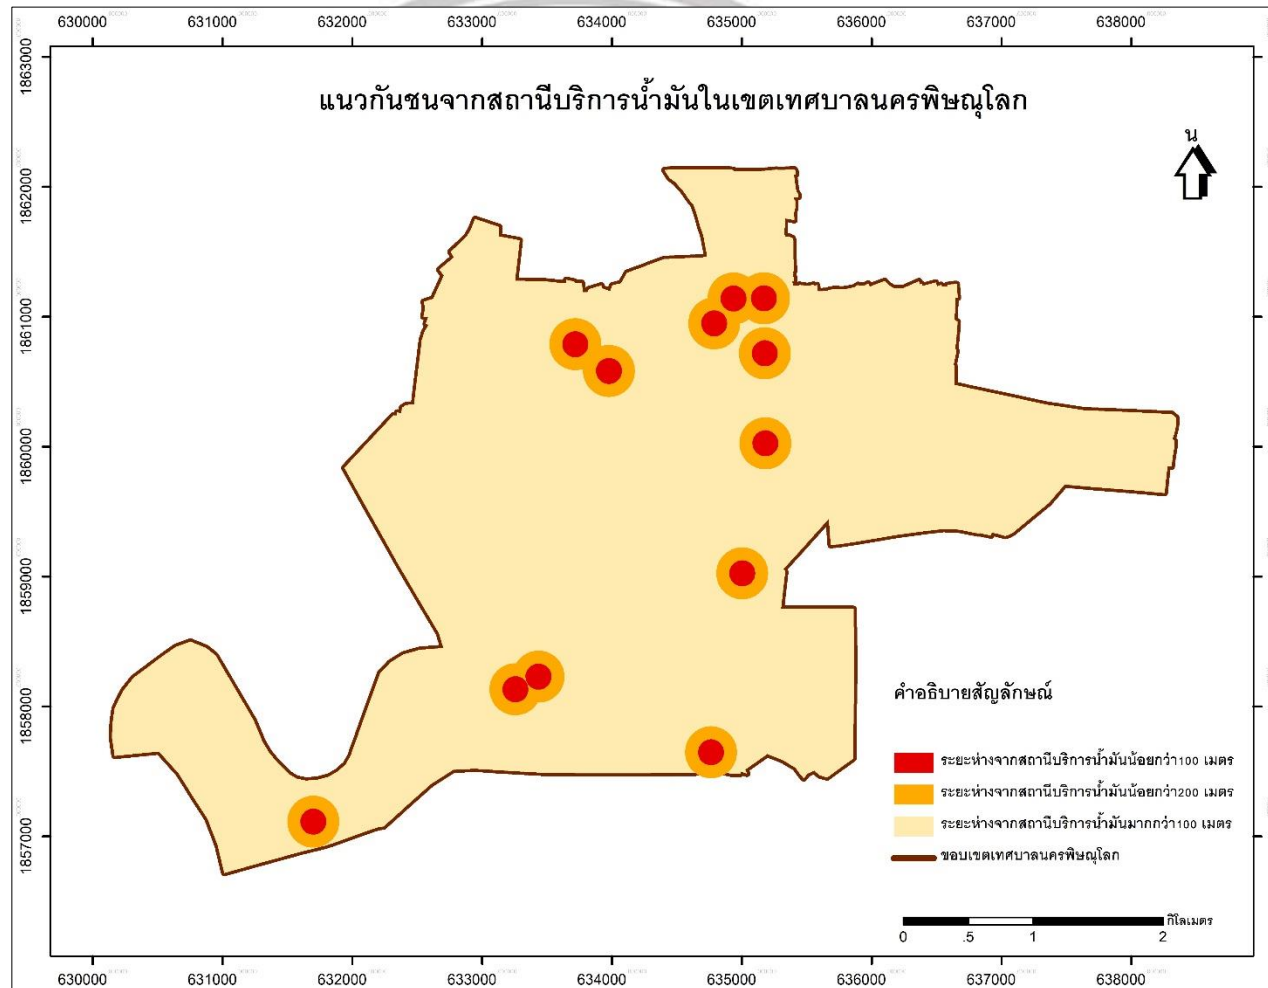 630000 631000 632000 633000 634000 635000 636000 637000 638000
แนวกันชนจากสถานีบริการน้ำมันในเขตเทศบาลนครพิษณุโลก
น
1863000
1862000
1861000
1860000
1859000
1858000
1857000
คำอธิบายสัญลักษณ์
ระยะห่างจากสถานีบริการน้ำมันน้อยกว่า100 เมตร
ระยะห่างจากสถานีบริการน้ำมันน้อยกว่า200 เมตร
ระยะห่างจากสถานีบริการน้ำมันมากกว่า100 เมตร
ขอบเขตเทศบาลนครพิษณุโลก
กิโลเมตร
0 .5 1 2
630000 631000 632000 633000 634000 635000 636000 637000 638000